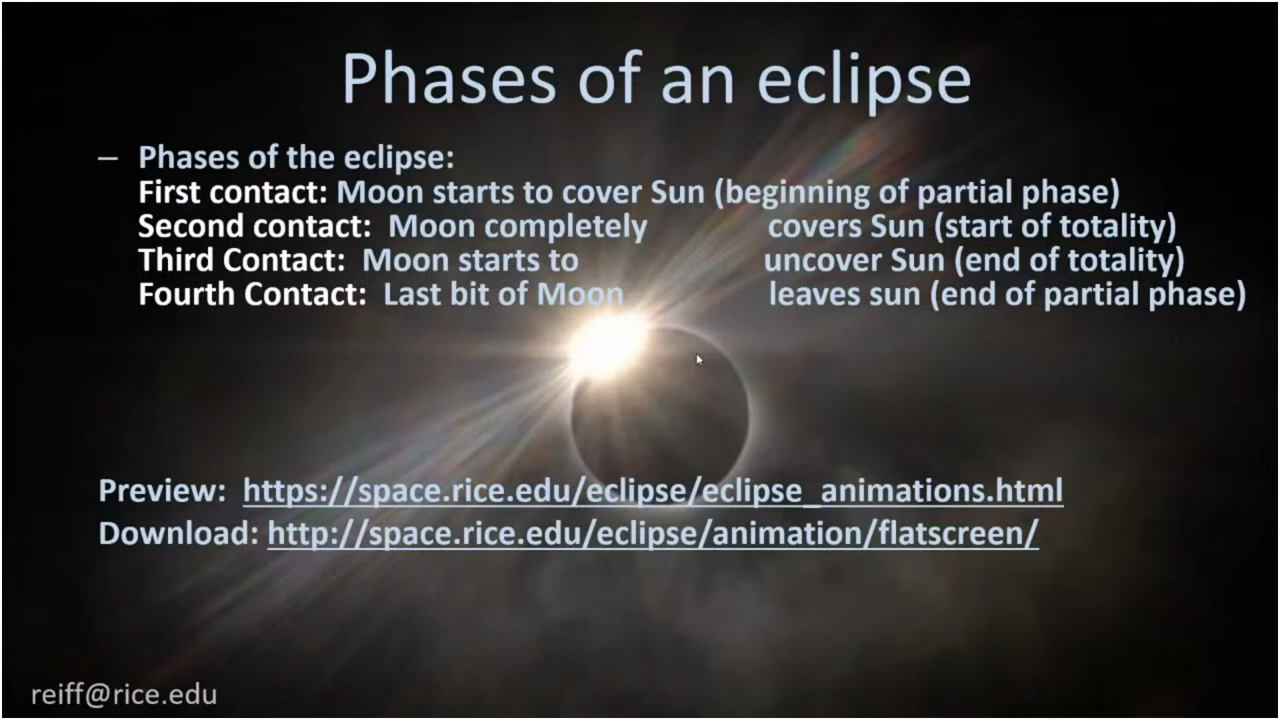 Phases of an eclipse
– Phases of the eclipse:
First contact: Moon starts to cover Sun (beginning of partial phase)
Second contact: Moon completely covers Sun (start of totality)
Third Contact: Moon starts to uncover Sun (end of totality)
Fourth Contact: Last bit of Moon leaves sun (end of partial phase)
Preview: https://space.rice.edu/eclipse/eclipse_animations.html
Download: http://space.rice.edu/eclipse/animation/flatscreen/
reiff@rice.edu